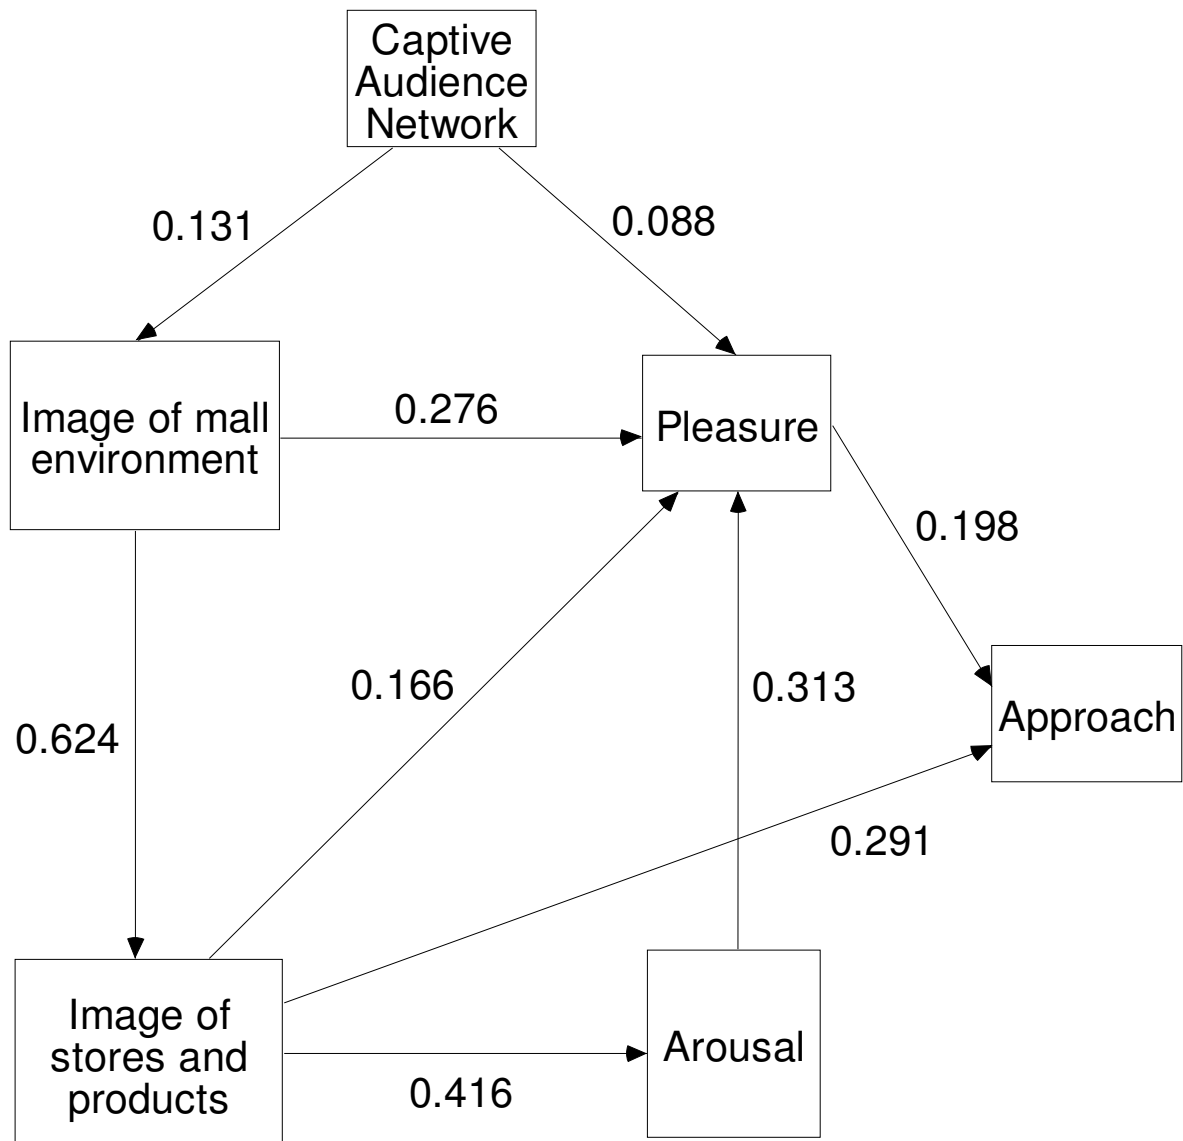 Captive
Audience
Network
0.131
0.088
Image of mall
environment
0.276
Pleasure
0.198
0.166
0.313
0.624
Approach
0.291
Image of
stores and
products
0.416
Arousal